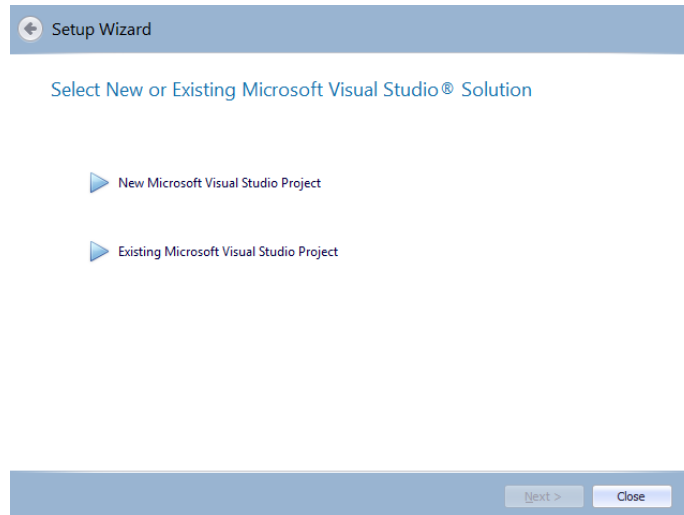 Setup Wizard
Select New or Existing Microsoft Visual Studio® Solution
New Microsoft Visual Studio Project
Existing Microsoft Visual Studio Project
Next > Close